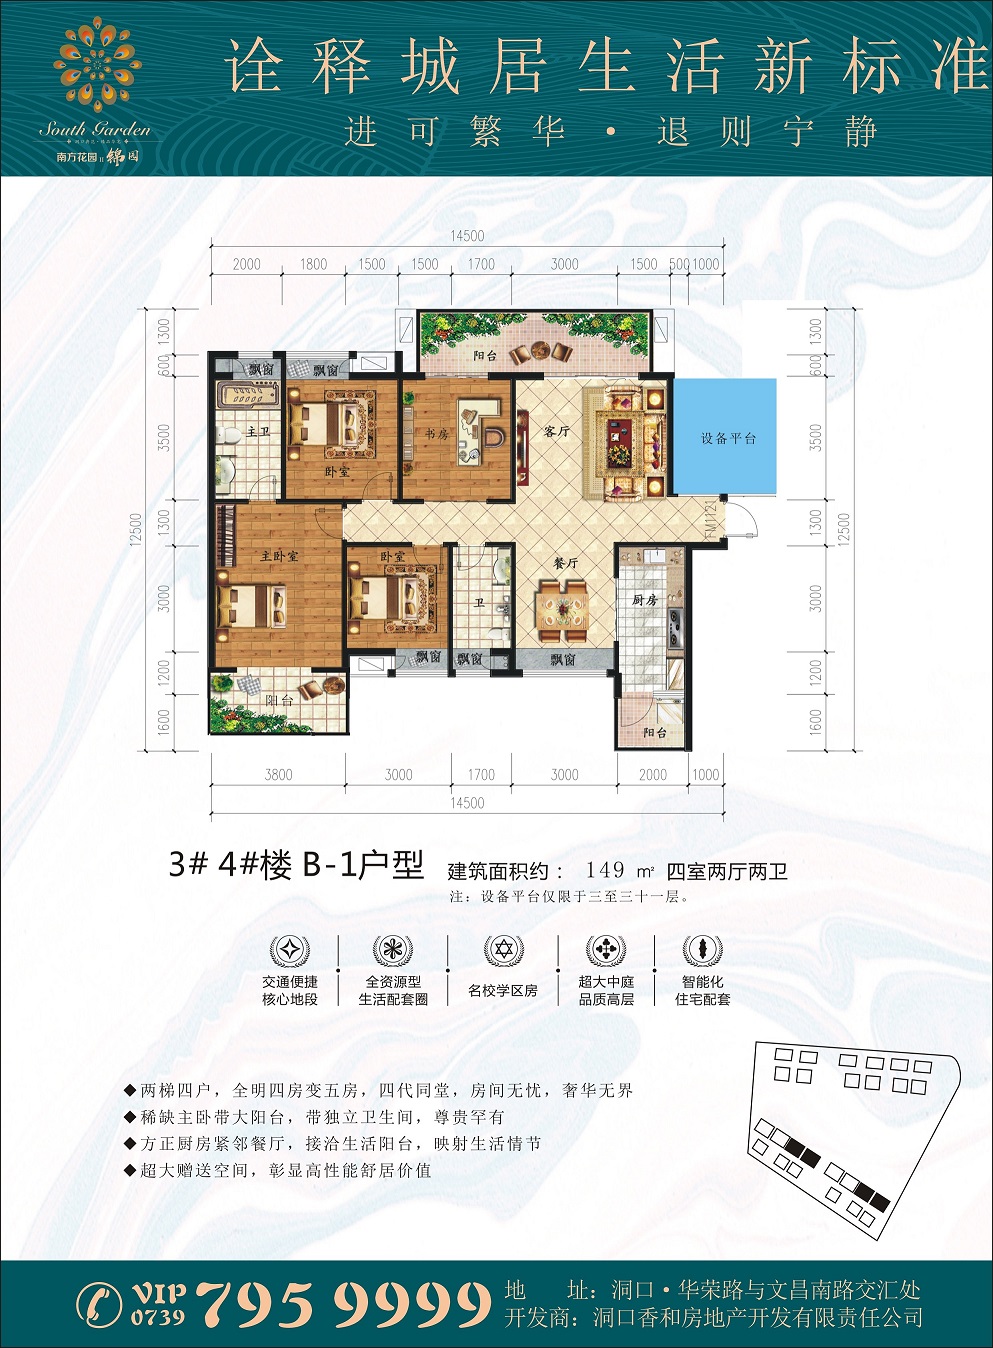 诠释城居生活新标准
进可繁华·退则宁静
South Garden
南方花园II锦园
14500
2000 1800 1500 1500 1700 3000 1500 500 1000
12500
1300
600
3500
1300
3000
1200
1600
1300
600
3500
1300
3000
1200
1600
12500
阳台
飘窗
飘窗
主卫
卧室
书房
客厅
设备平台
FM1121
主卧室
卧室
卫
餐厅
厨房
飘窗
飘窗
飘窗
阳台
阳台
3800 3000 1700 3000 2000 1000
14500
3# 4#楼 B-1户型 建筑面积约： 149 ㎡ 四室两厅两卫
注：设备平台仅限于三至三十一层。
交通便捷
核心地段
全资源型
生活配套圈
名校学区房
超大中庭
品质高层
智能化
住宅配套
◆两梯四户，全明四房变五房，四代同堂，房间无忧，奢华无界
◆稀缺主卧带大阳台，带独立卫生间，尊贵罕有
◆方正厨房紧邻餐厅，接洽生活阳台，映射生活情节
◆超大赠送空间，彰显高性能舒居价值
VIP
0739
795 9999
地 址：洞口·华荣路与文昌南路交汇处
开发商：洞口香和房地产开发有限责任公司